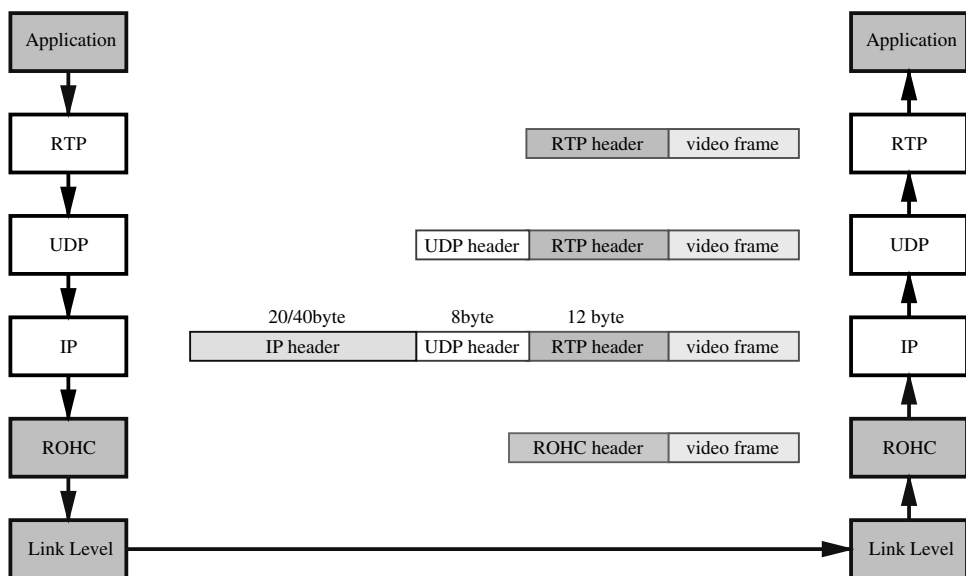 Application
Application
RTP
RTP header
video frame
RTP
UDP
UDP header
RTP header
video frame
UDP
20/40byte
8byte
12 byte
IP
IP header
UDP header
RTP header
video frame
IP
ROHC
ROHC header
video frame
ROHC
Link Level
Link Level